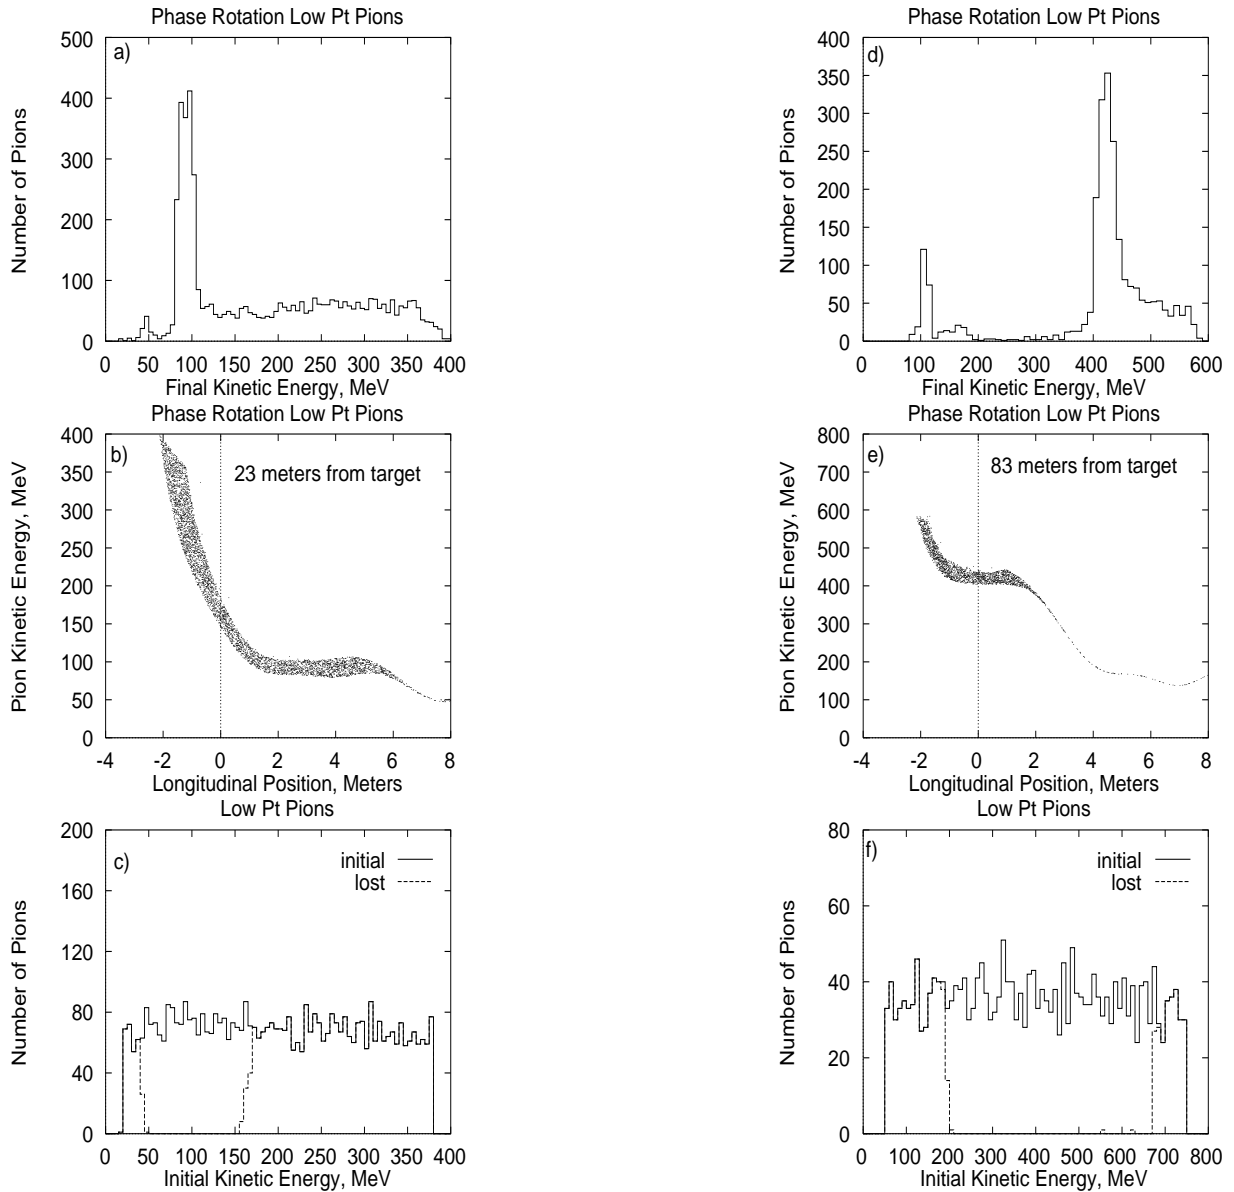 Phase Rotation Low Pt Pions
a)
500
400
300
200
100
0
Number of Pions
0 50 100 150 200 250 300 350 400
Final Kinetic Energy, MeV
Phase Rotation Low Pt Pions
d)
400
350
300
250
200
150
100
50
0
Number of Pions
0 100 200 300 400 500 600
Final Kinetic Energy, MeV
Phase Rotation Low Pt Pions
b)
23 meters from target
400
350
300
250
200
150
100
50
0
Pion Kinetic Energy, MeV
-4 -2 0 2 4 6 8
Longitudinal Position, Meters
Phase Rotation Low Pt Pions
e)
83 meters from target
800
700
600
500
400
300
200
100
0
Pion Kinetic Energy, MeV
-4 -2 0 2 4 6 8
Longitudinal Position, Meters
Low Pt Pions
c)
initial
lost
200
160
120
80
40
0
Number of Pions
0 50 100 150 200 250 300 350 400
Initial Kinetic Energy, MeV
Low Pt Pions
f)
initial
lost
80
60
40
20
0
Number of Pions
0 100 200 300 400 500 600 700 800
Initial Kinetic Energy, MeV